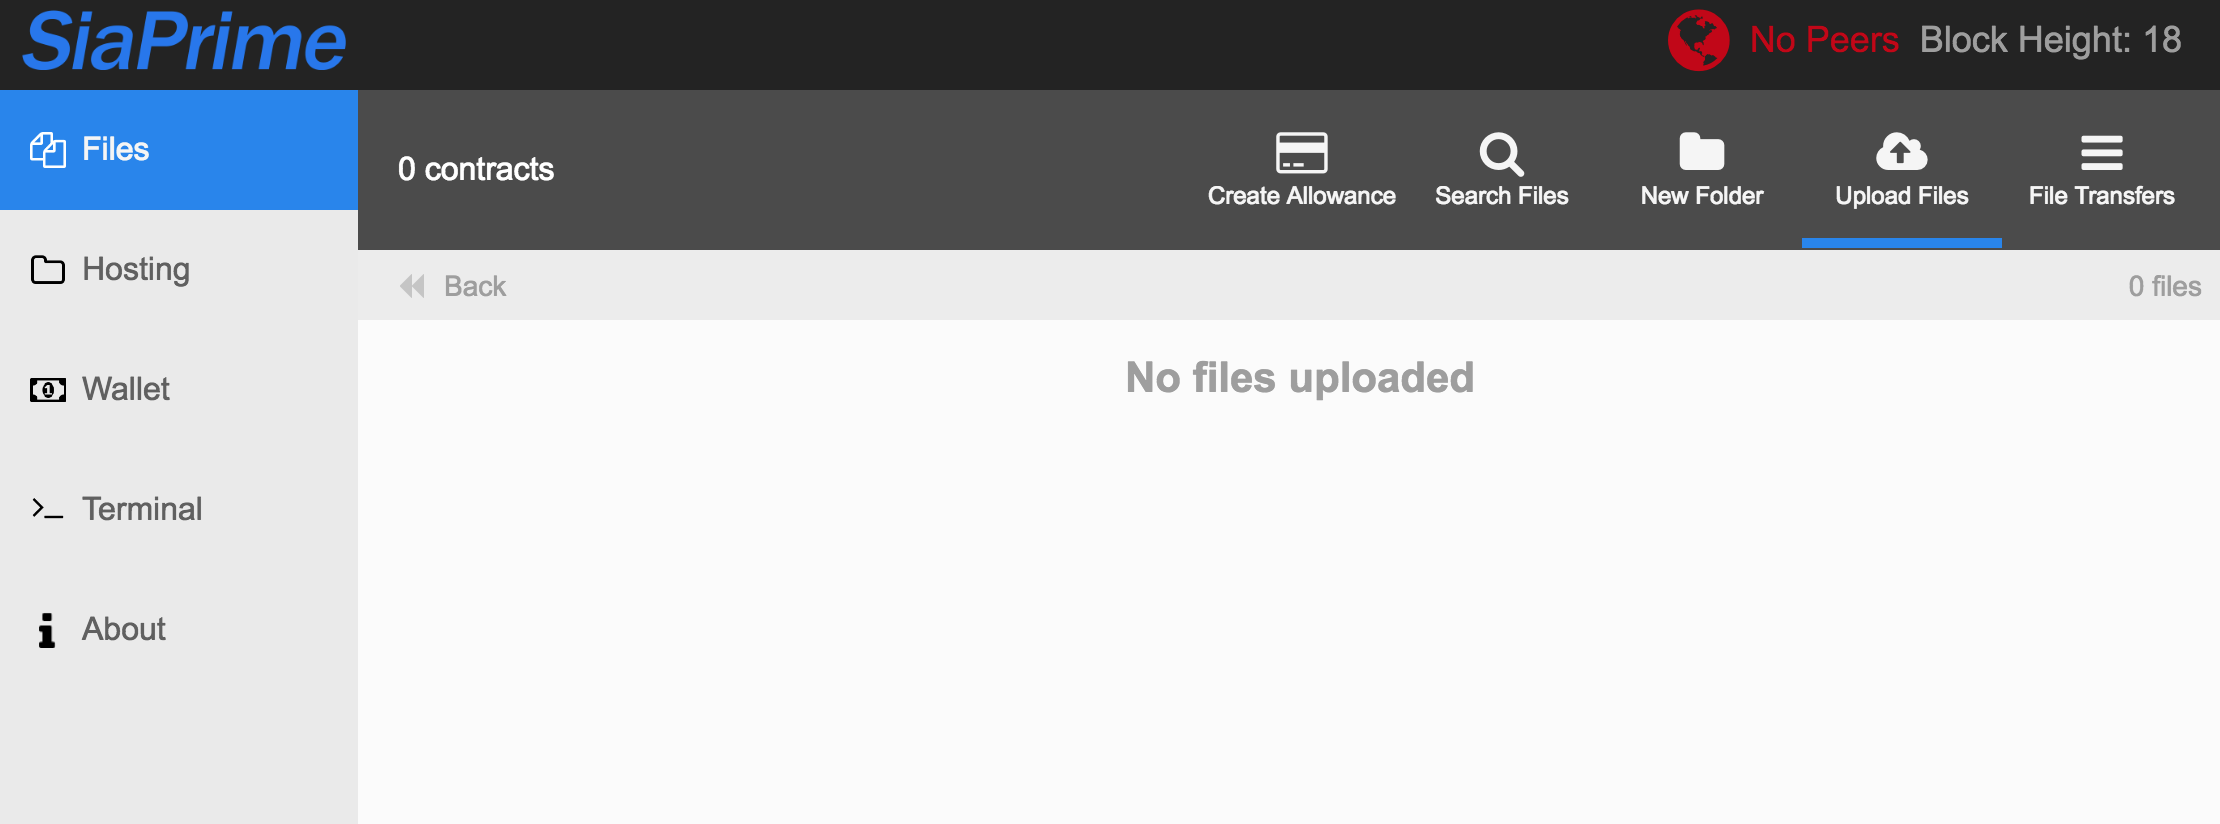 SiaPrime
No Peers Block Height: 18
Files
Hosting
Wallet
Terminal
About
0 contracts
Create Allowance
Search Files
New Folder
Upload Files
File Transfers
Back
0 files
No files uploaded